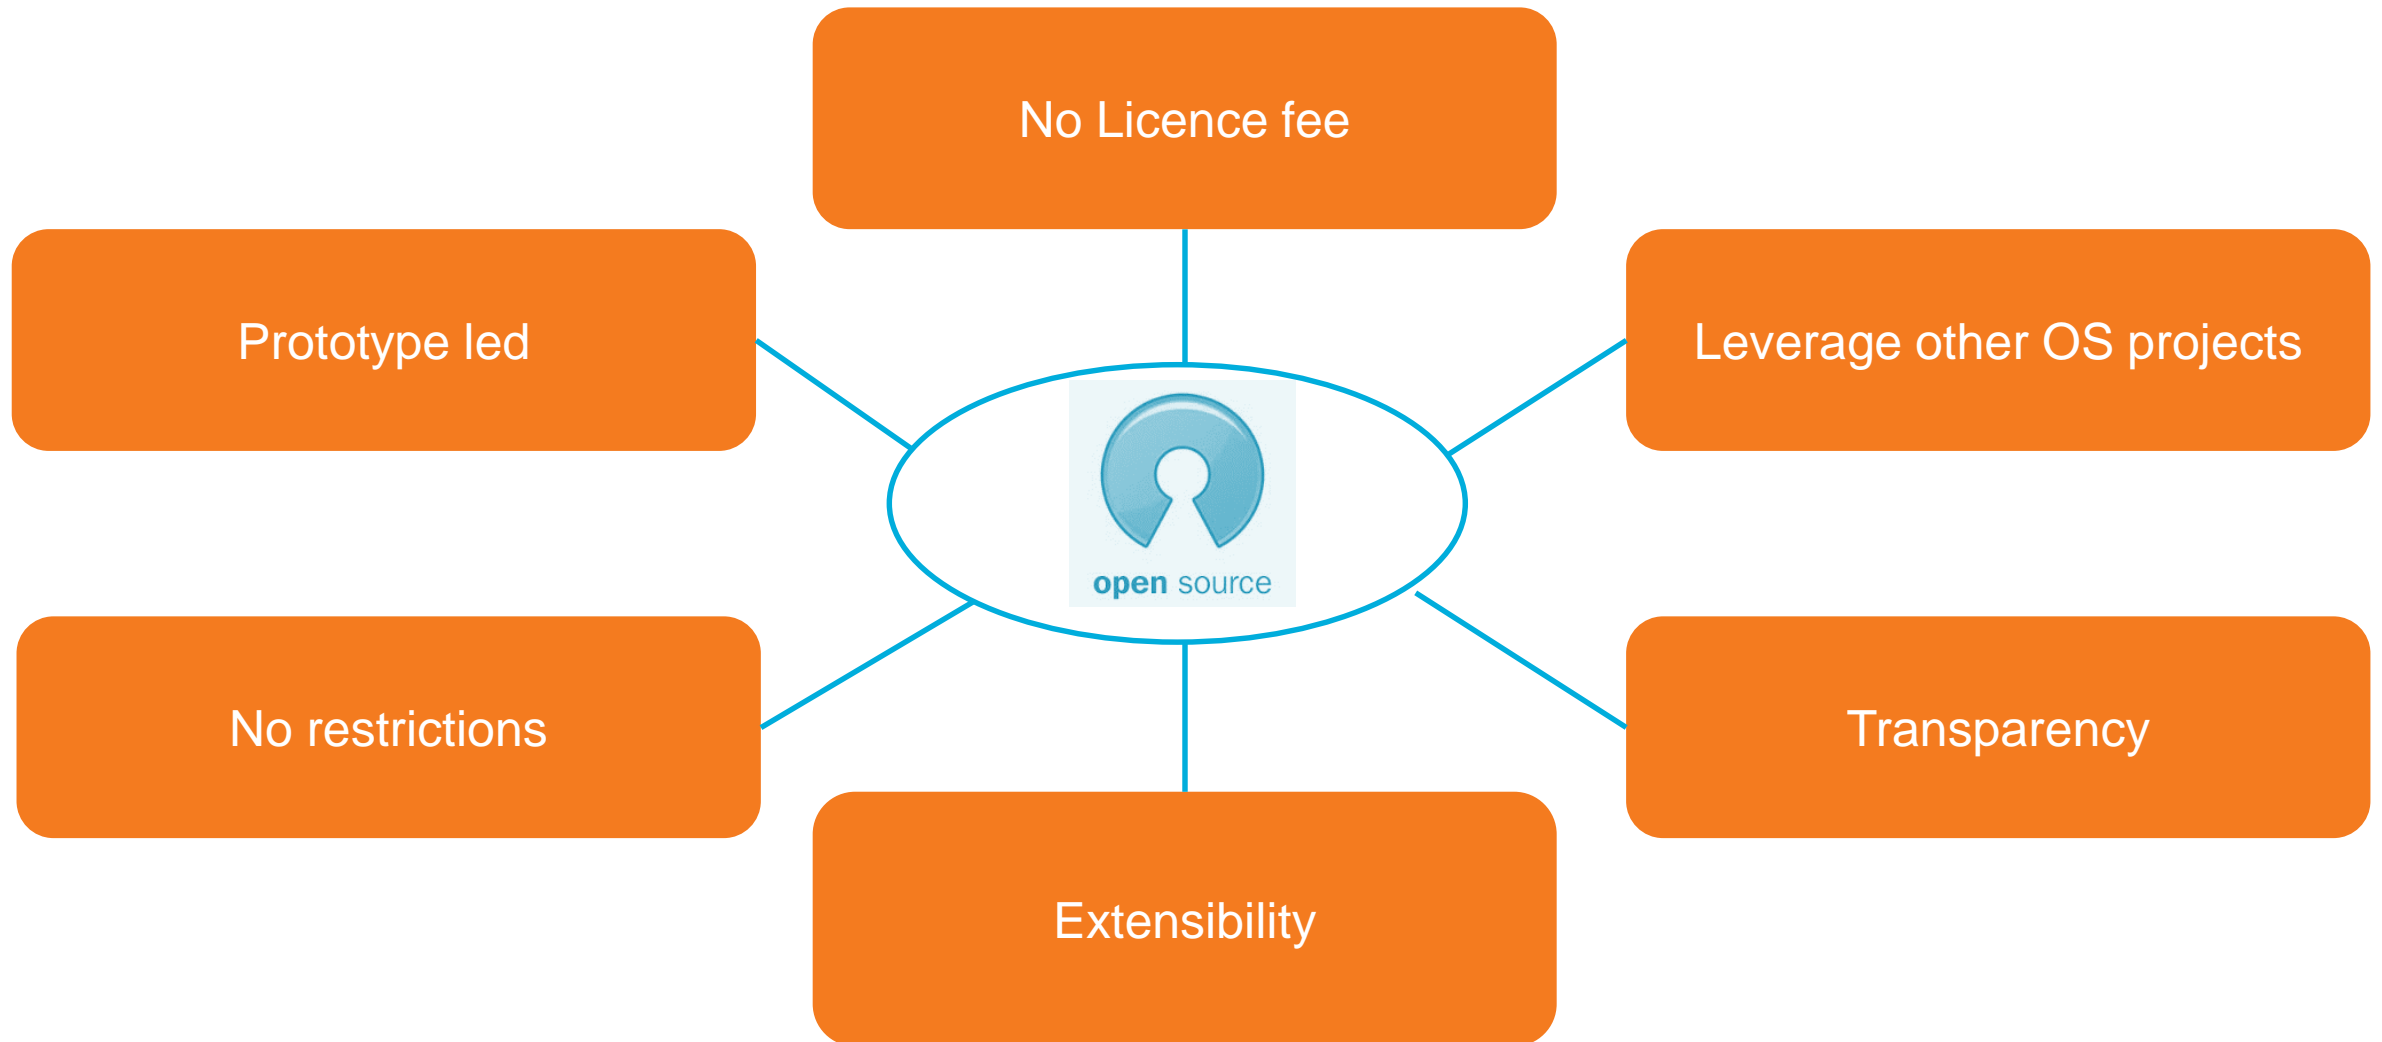 No Licence fee
Prototype led
Leverage other OS projects
open source
No restrictions
Transparency
Extensibility